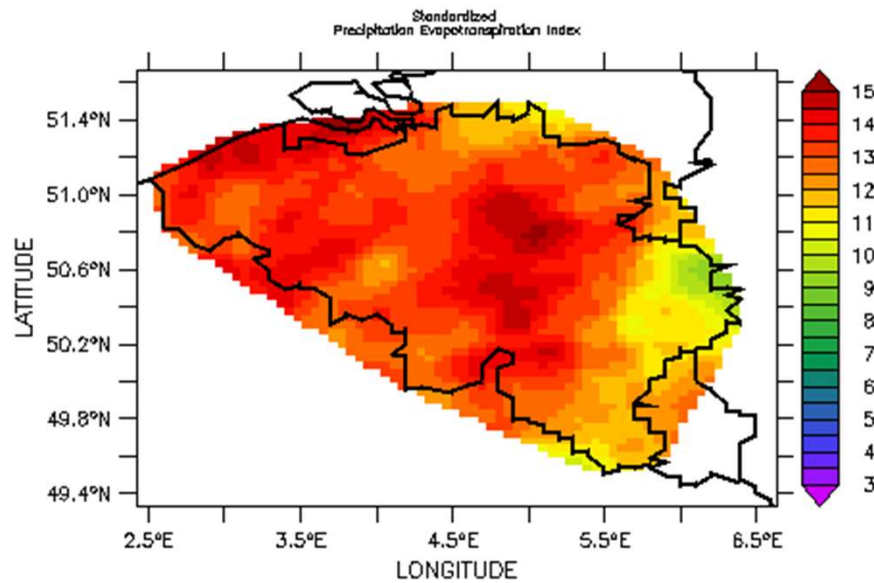 Standardized
Precipitation Evapotranspiration Index
51.4°N
51.0°N
50.6°N
50.2°N
49.8°N
49.4°N
LATITUDE
2.5°E 3.5°E 4.5°E 5.5°E 6.5°E
LONGITUDE
15
14
13
12
11
10
9
8
7
6
5
4
3